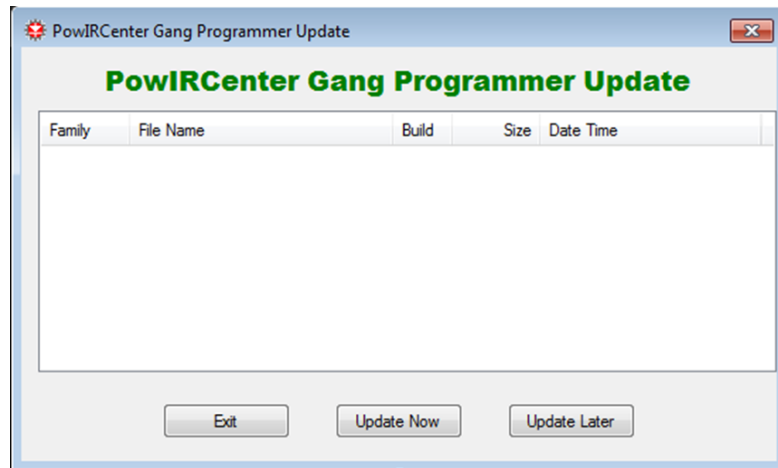 PowIRCenter Gang Programmer Update
PowIRCenter Gang Programmer Update
Family File Name Build Size Date Time
Exit Update Now Update Later